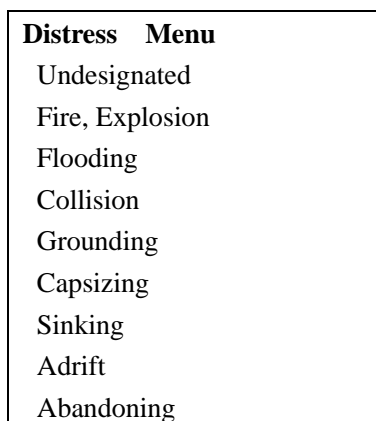 Distress Menu
Undesignated
Fire, Explosion
Flooding
Collision
Grounding
Capsizing
Sinking
Adrift
Abandoning